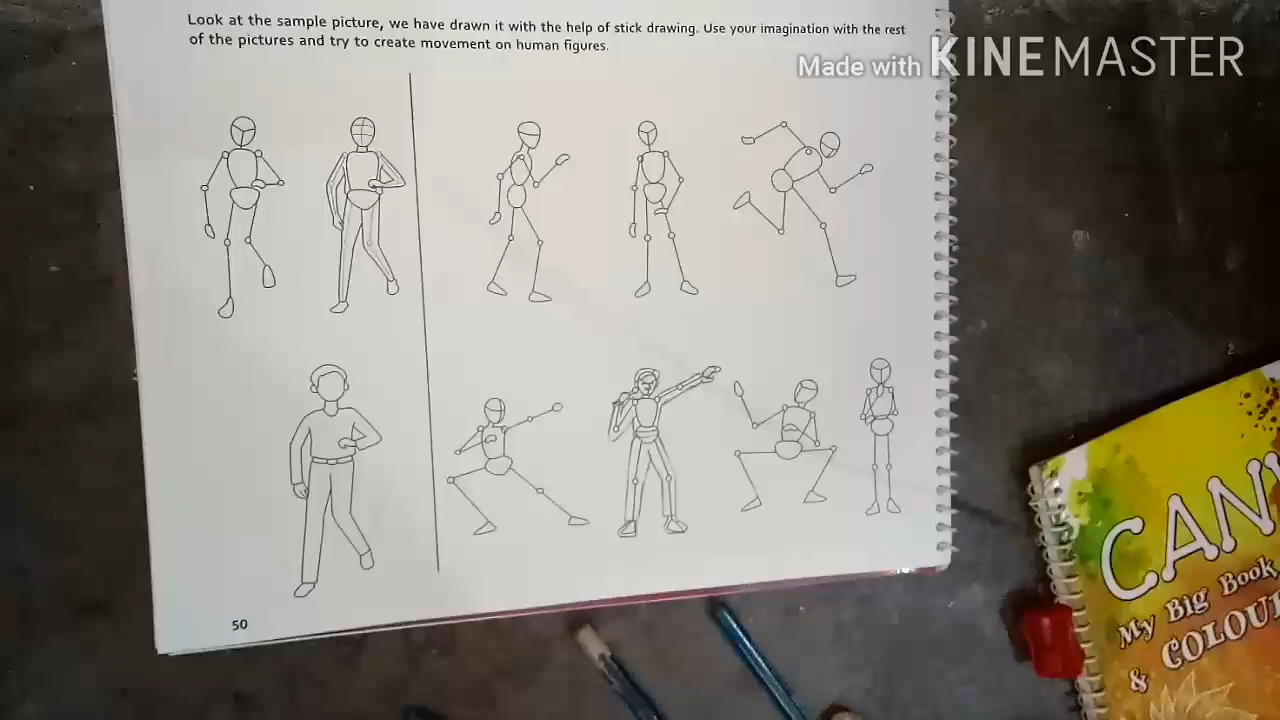 Look at the sample picture, we have drawn it with the help of stick drawing. Use your imagination with the rest
of the pictures and try to create movement on human figures.
Made with KINEMASTER
50
My Big Book
&